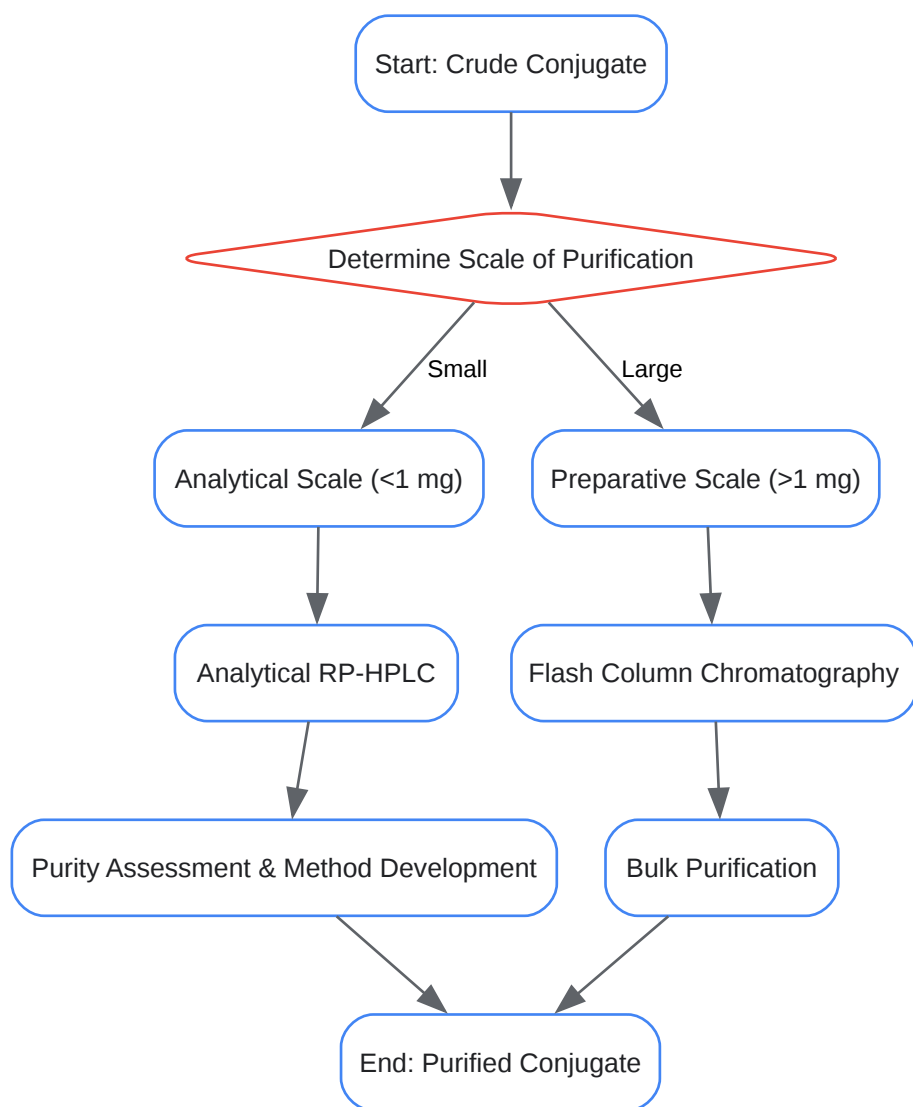 Start: Crude Conjugate
Determine Scale of Purification
Small
Large
Analytical Scale (<1 mg)
Preparative Scale (>1 mg)
Analytical RP-HPLC
Flash Column Chromatography
Purity Assessment & Method Development
Bulk Purification
End: Purified Conjugate